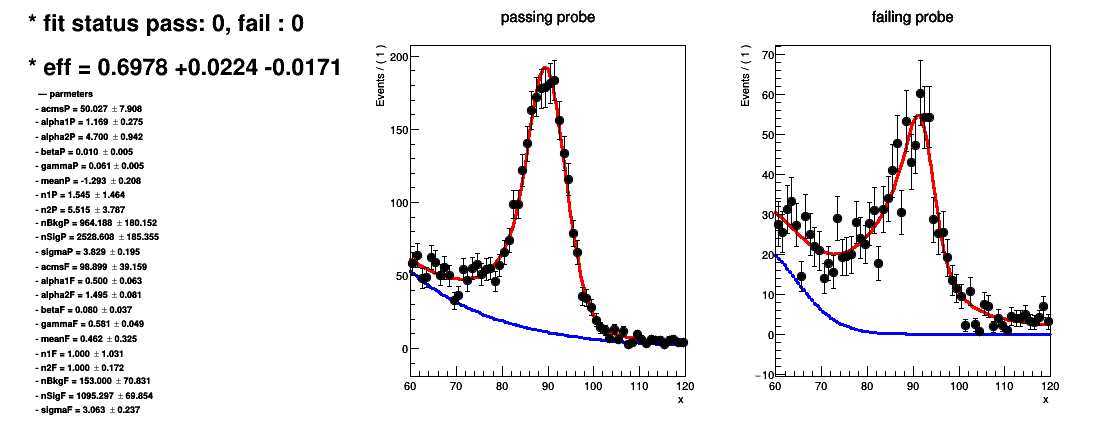 * fit status pass: 0, fail : 0
* eff = 0.6978 +0.0224 -0.0171
— parmeters
- acmsP = 50.027 ± 7.908
- alpha1P = 1.169 ± 0.275
- alpha2P = 4.700 ± 0.942
- betaP = 0.010 ± 0.005
- gammaP = 0.061 ± 0.005
- meanP = -1.293 ± 0.208
- n1P = 1.545 ± 1.464
- n2P = 5.515 ± 3.787
- nBkgP = 964.188 ± 180.152
- nSigP = 2528.608 ± 185.355
- sigmaP = 3.829 ± 0.195
- acmsF = 98.899 ± 39.159
- alpha1F = 0.500 ± 0.063
- alpha2F = 1.495 ± 0.081
- betaF = 0.080 ± 0.037
- gammaF = 0.581 ± 0.049
- meanF = 0.462 ± 0.325
- n1F = 1.000 ± 1.031
- n2F = 1.000 ± 0.172
- nBkgF = 153.000 ± 70.831
- nSigF = 1095.297 ± 69.854
- sigmaF = 3.063 ± 0.237
passing probe
Events / ( 1 )
200
150
100
50
0
60 70 80 90 100 110 120
x
failing probe
Events / ( 1 )
70
60
50
40
30
20
10
0
−10
60 70 80 90 100 110 120
x